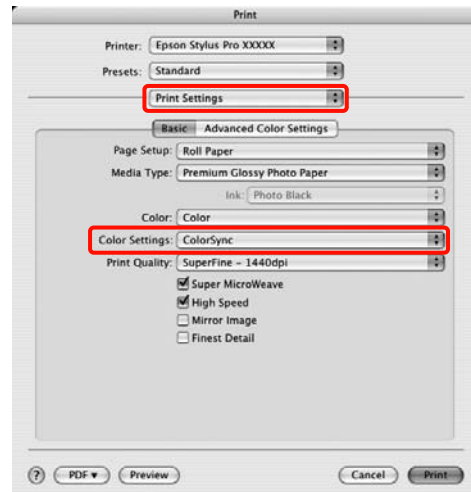 Print
Printer: Epson Stylus Pro XXXXX
Presets: Standard
Print Settings
Basic Advanced Color Settings
Page Setup: Roll Paper
Media Type: Premium Glossy Photo Paper
Ink: Photo Black
Color: Color
Color Settings: ColorSync
Print Quality: SuperFine – 1440dpi
Super MicroWeave
High Speed
Mirror Image
Finest Detail
? PDF Preview Cancel Print